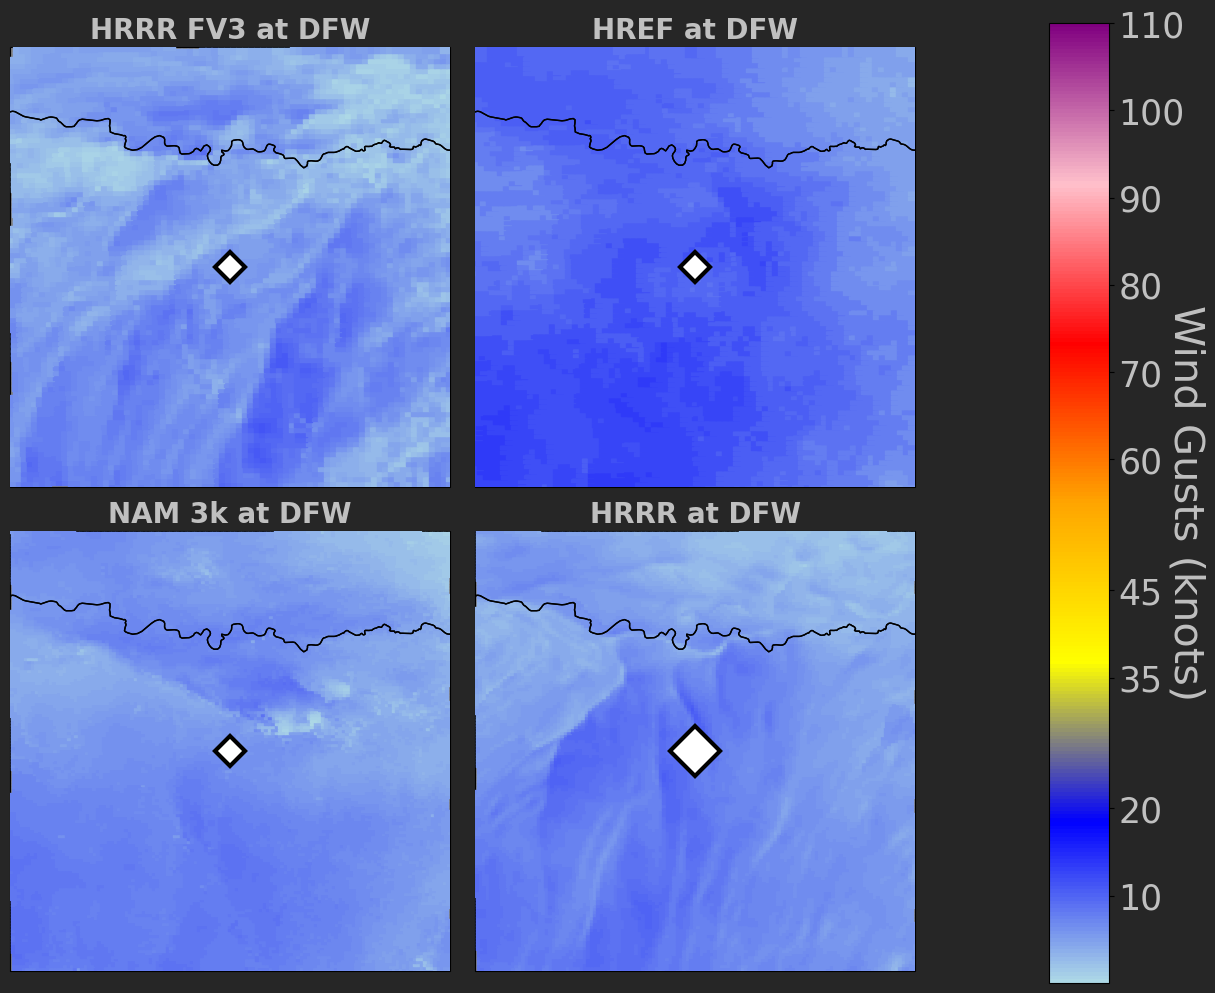 HRRR FV3 at DFW
HREF at DFW
NAM 3k at DFW
HRRR at DFW
110
100
90
80
70
60
45
35
20
10
Wind Gusts (knots)